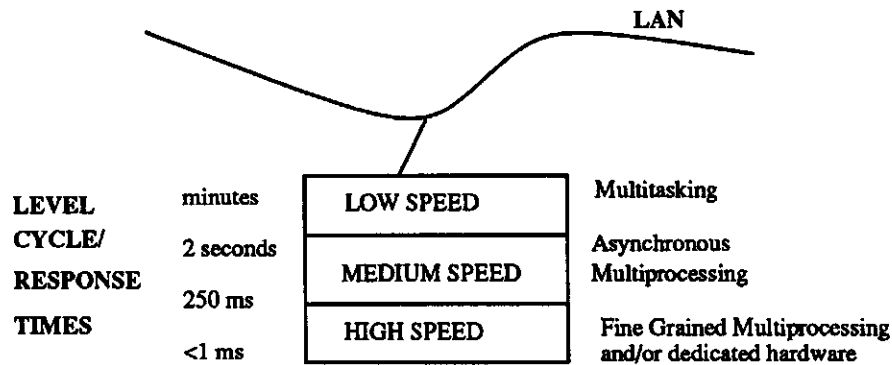 LAN
LEVEL
CYCLE/
RESPONSE
TIMES
minutes
2 seconds
250 ms
<1 ms
LOW SPEED
MEDIUM SPEED
HIGH SPEED
Multitasking
Asynchronous
Multiprocessing
Fine Grained Multiprocessing
and/or dedicated hardware